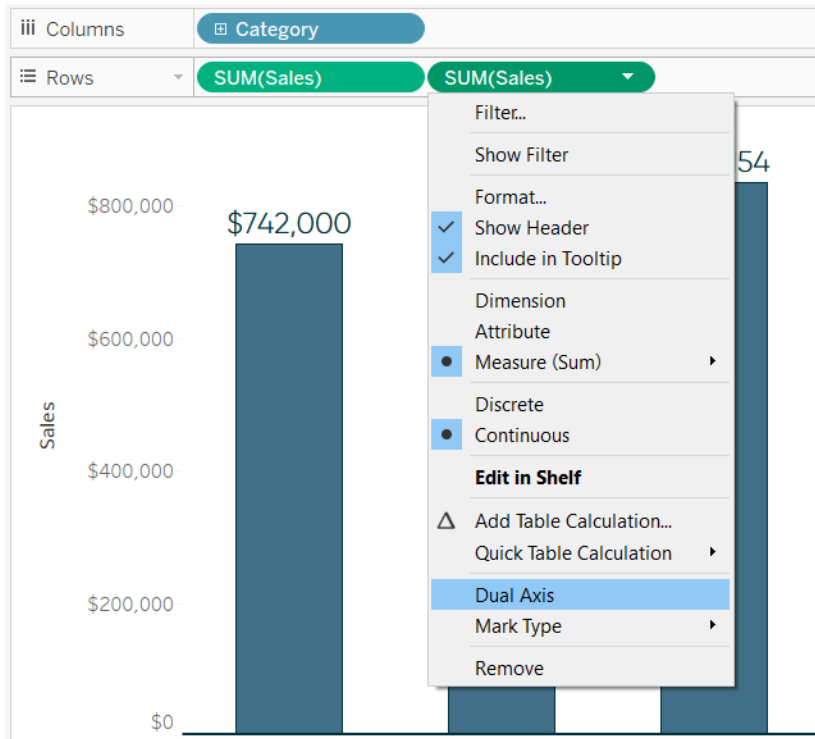 Columns
Category
Rows
SUM(Sales)
SUM(Sales)
Filter...
Show Filter
Format...
Show Header
Include in Tooltip
Dimension
Attribute
Measure (Sum)
Discrete
Continuous
Edit in Shelf
Add Table Calculation...
Quick Table Calculation
Dual Axis
Mark Type
Remove
54
$742,000
Sales
$800,000
$600,000
$400,000
$200,000
$0